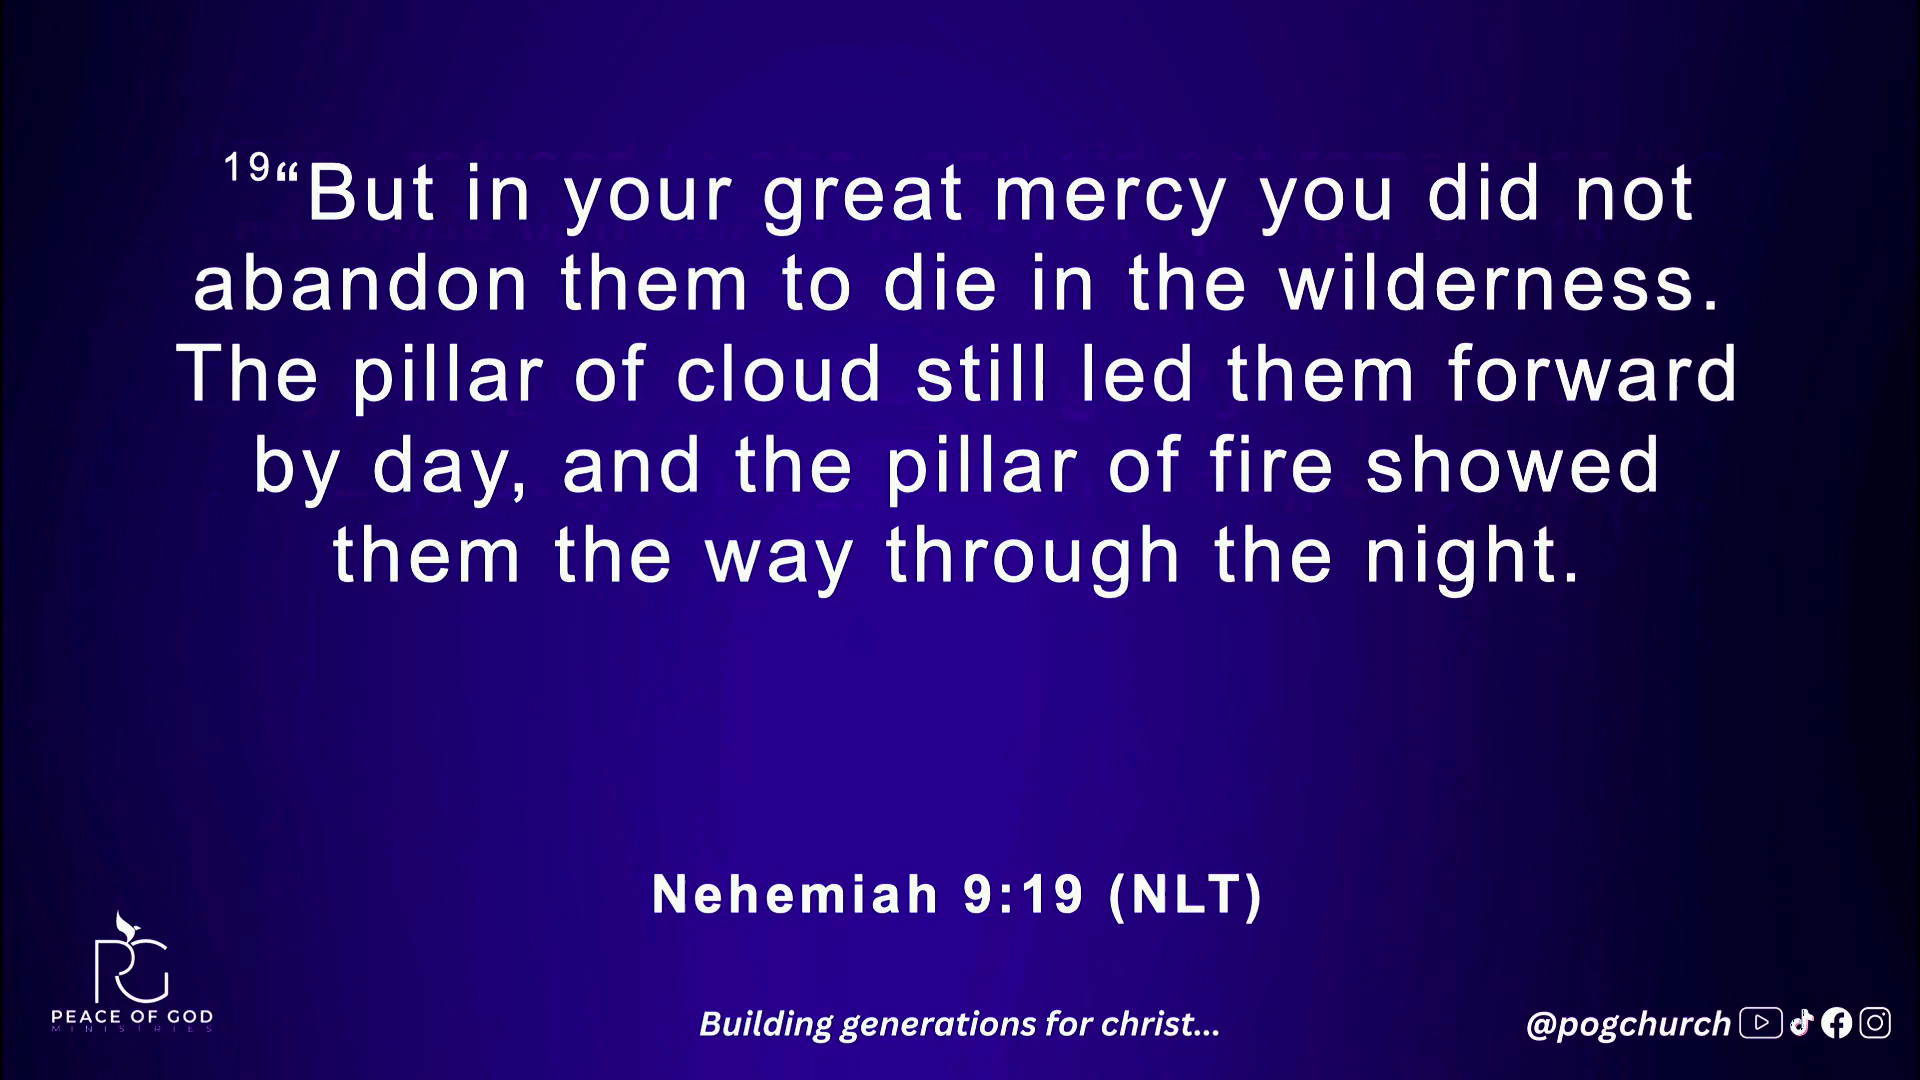 19“But in your great mercy you did not
abandon them to die in the wilderness.
The pillar of cloud still led them forward
by day, and the pillar of fire showed
them the way through the night.
Nehemiah 9:19 (NLT)
PG
PEACE OF GOD
MINISTRIES
Building generations for christ...
@pogchurch